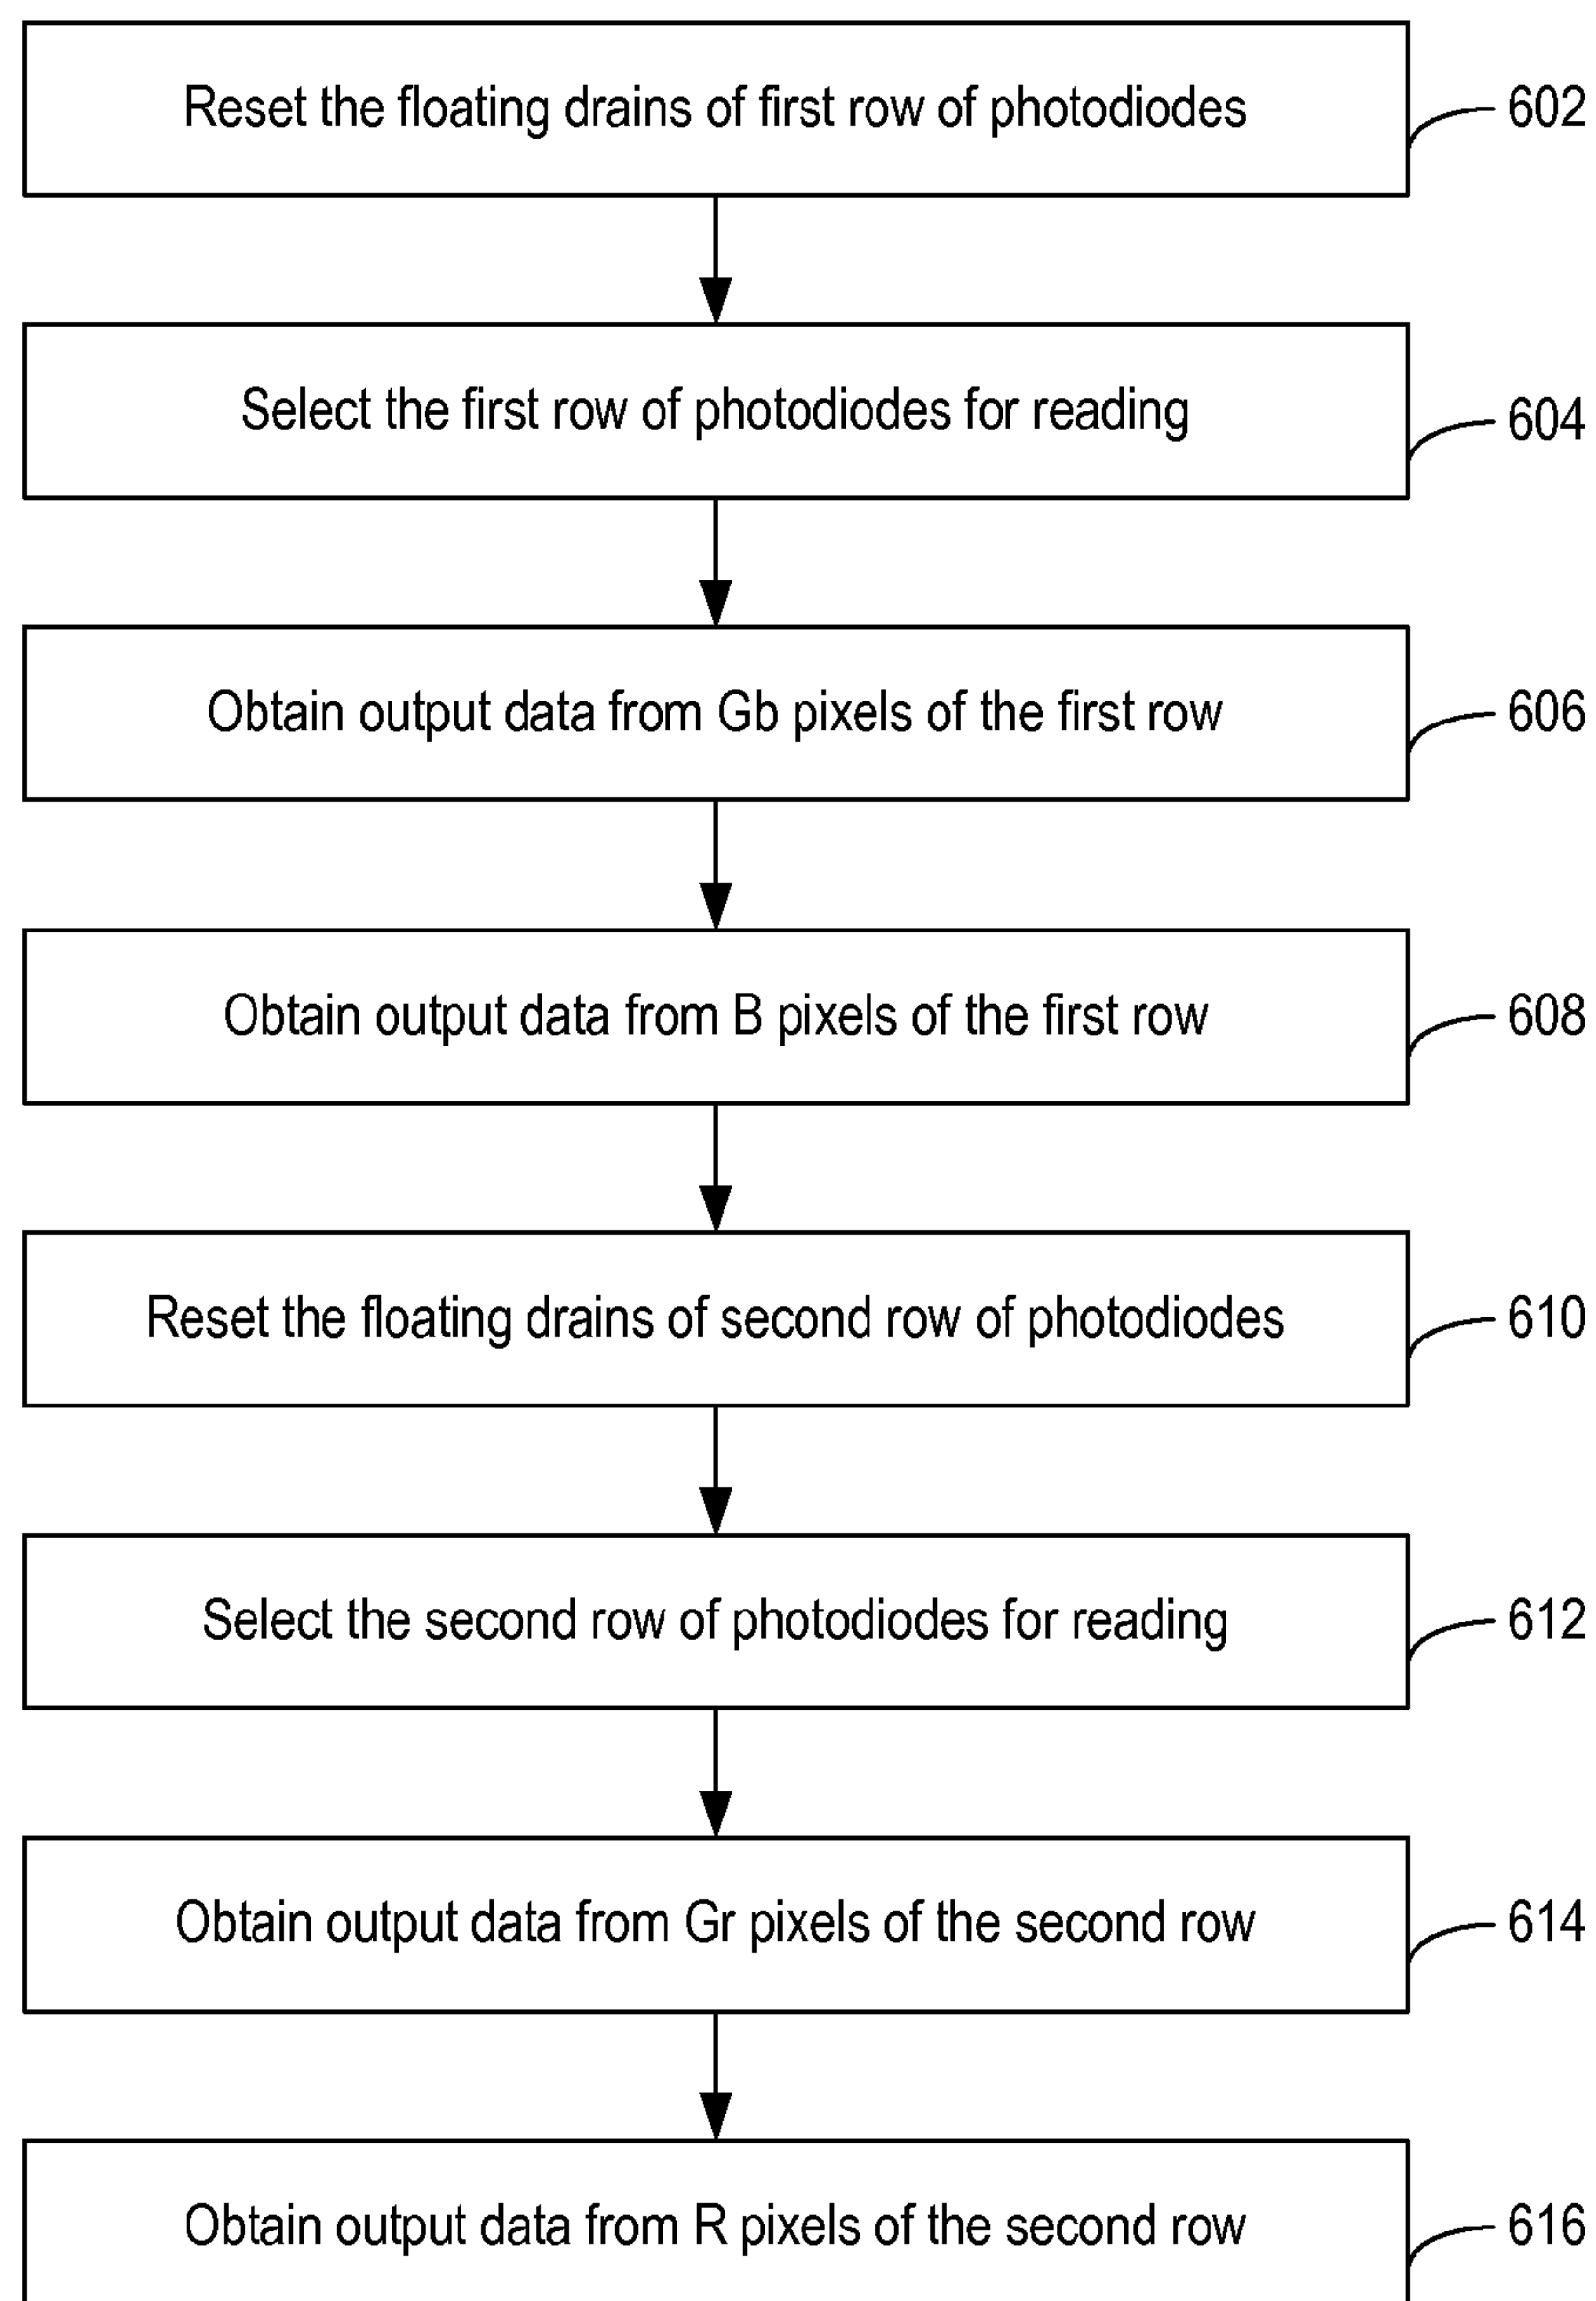 Reset the floating drains of first row of photodiodes
602
Select the first row of photodiodes for reading
604
Obtain output data from Gb pixels of the first row
606
Obtain output data from B pixels of the first row
608
Reset the floating drains of second row of photodiodes
610
Select the second row of photodiodes for reading
612
Obtain output data from Gr pixels of the second row
614
Obtain output data from R pixels of the second row
616